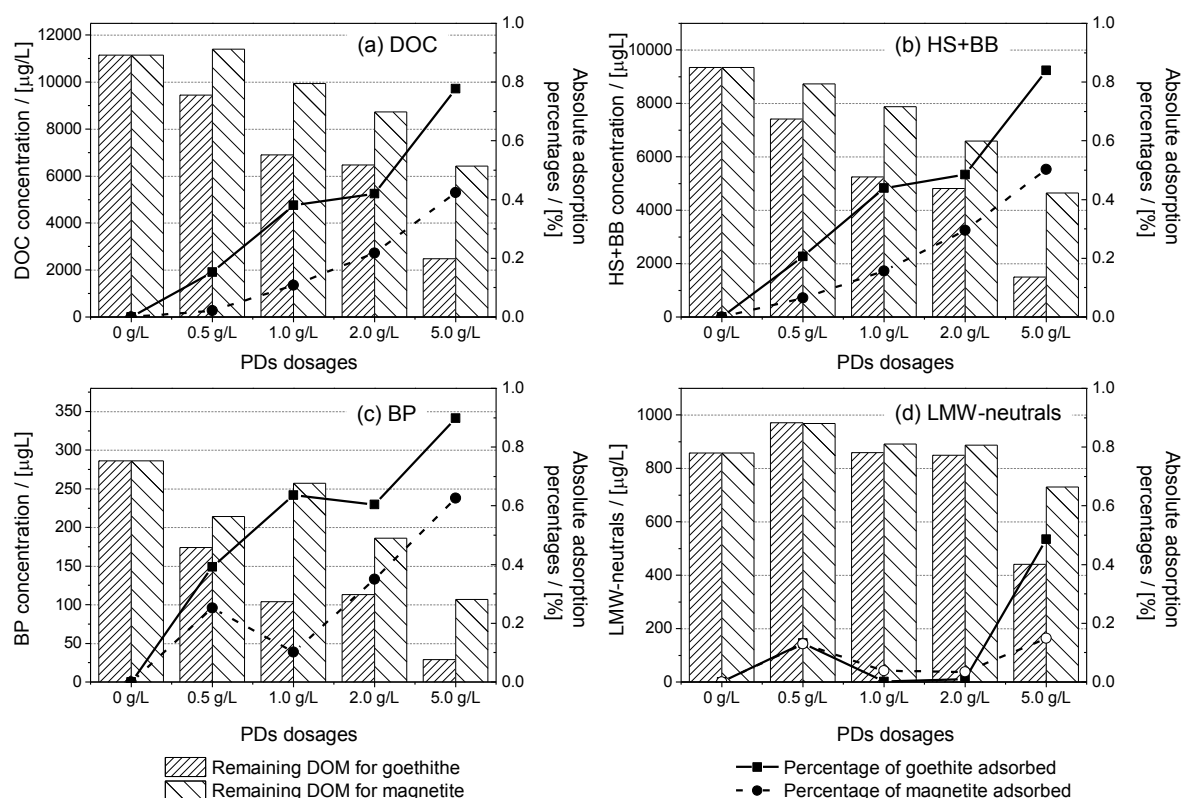 (a) DOC
DOC concentration / [µg/L]
12000
10000
8000
6000
4000
2000
0
1.0
0.8
0.6
0.4
0.2
0.0
Absolute adsorption
percentages / [%]
0 g/L 0.5 g/L 1.0 g/L 2.0 g/L 5.0 g/L
PDs dosages
(b) HS+BB
HS+BB concentration / [µgL]
10000
8000
6000
4000
2000
0
1.0
0.8
0.6
0.4
0.2
0.0
Absolute adsorption
percentages / [%]
0 g/L 0.5 g/L 1.0 g/L 2.0 g/L 5.0 g/L
PDs dosages
(c) BP
BP concentration / [µgL]
350
300
250
200
150
100
50
0
1.0
0.8
0.6
0.4
0.2
0.0
Absolute adsorption
percentages / [%]
0 g/L 0.5 g/L 1.0 g/L 2.0 g/L 5.0 g/L
PDs dosages
(d) LMW-neutrals
LMW-neutrals / [µg/L]
1000
800
600
400
200
0
1.0
0.8
0.6
0.4
0.2
0.0
Absolute adsorption
percentages / [%]
0 g/L 0.5 g/L 1.0 g/L 2.0 g/L 5.0 g/L
PDs dosages
Remaining DOM for goethithe
Remaining DOM for magnetite
Percentage of goethite adsorbed
Percentage of magnetite adsorbed